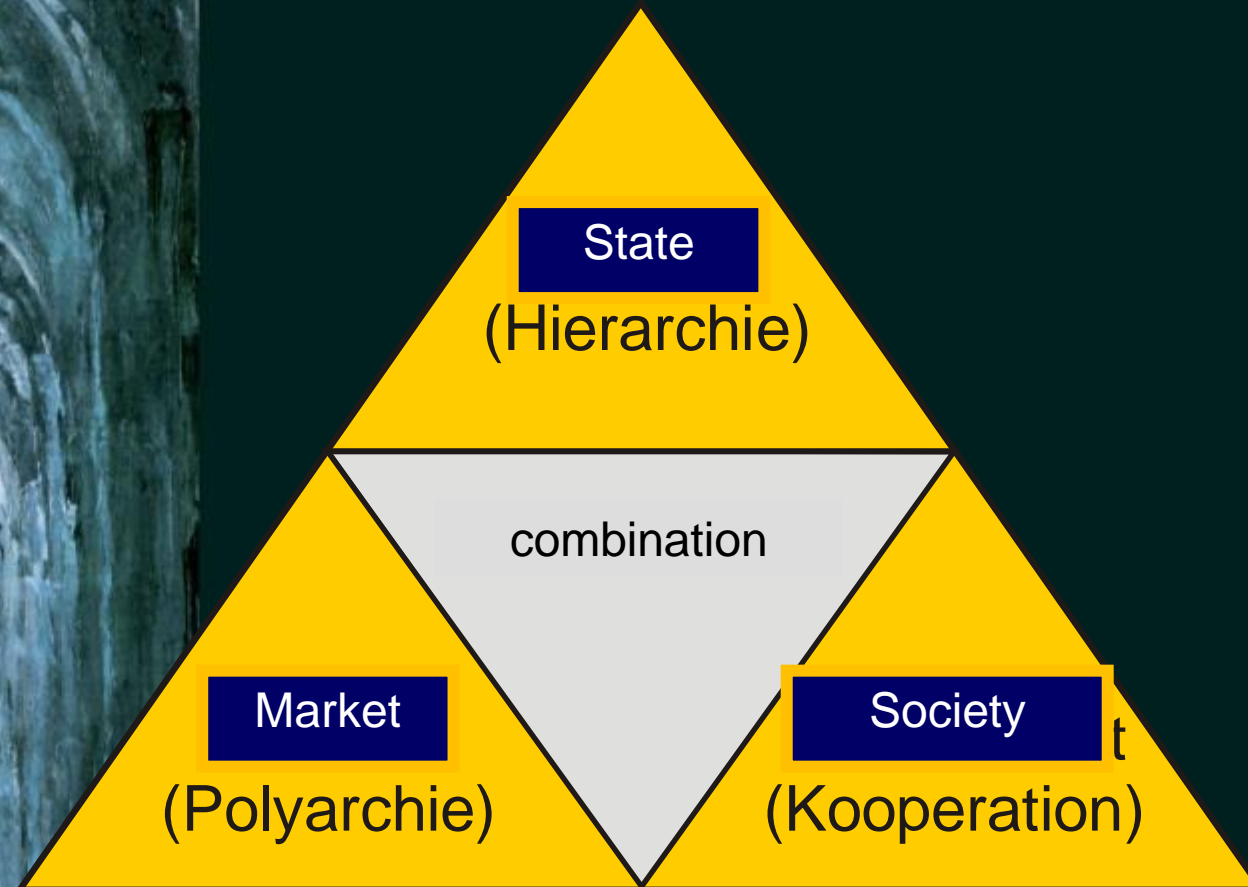 State
(Hierarchie)
combination
Market
(Polyarchie)
Society
t
(Kooperation)